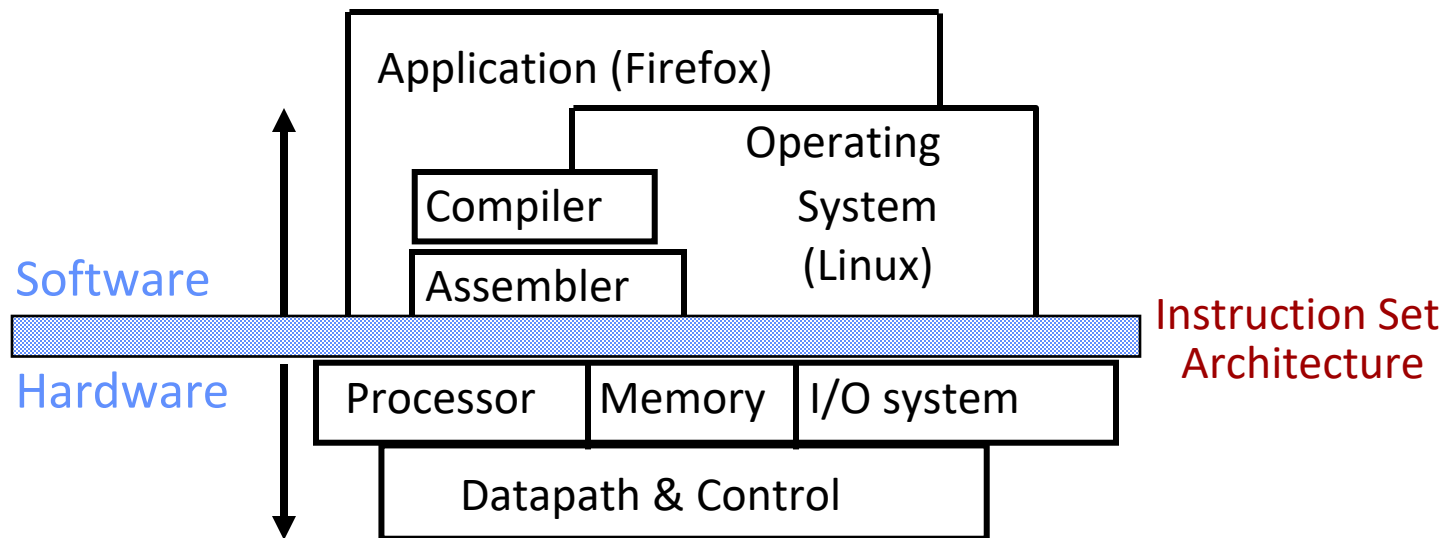 Application (Firefox)
Operating
System
(Linux)
Compiler
Assembler
Software
Instruction Set
Architecture
Hardware
Processor
Memory
I/O system
Datapath & Control